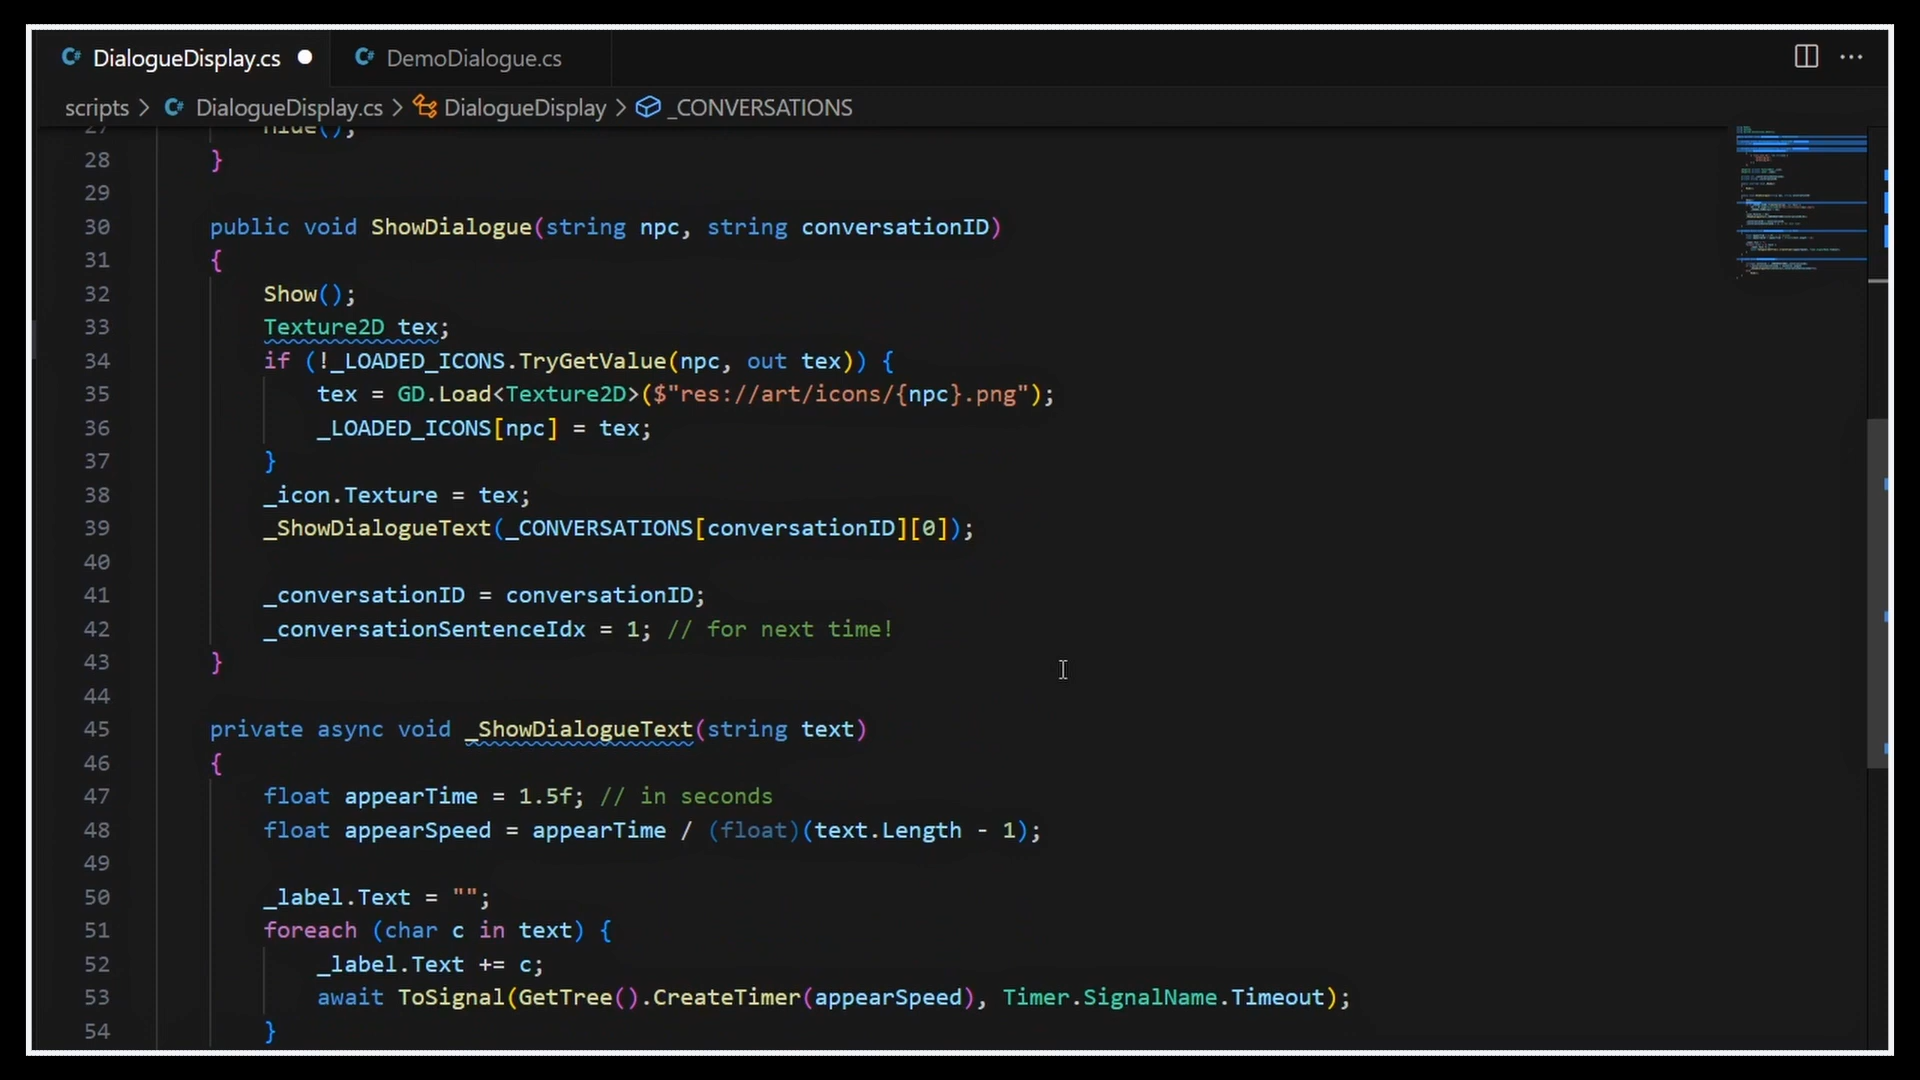 DialogueDisplay.cs
DemoDialogue.cs
scripts > DialogueDisplay.cs > DialogueDisplay > _CONVERSATIONS
27 Hide();
28 }
29
30 public void ShowDialogue(string npc, string conversationID)
31 {
32 Show();
33 Texture2D tex;
34 if (!_LOADED_ICONS.TryGetValue(npc, out tex)) {
35 tex = GD.Load<Texture2D>($"res://art/icons/{npc}.png");
36 _LOADED_ICONS[npc] = tex;
37 }
38 _icon.Texture = tex;
39 _ShowDialogueText(_CONVERSATIONS[conversationID][0]);
40
41 _conversationID = conversationID;
42 _conversationSentenceIdx = 1; // for next time!
43 }
44
45 private async void _ShowDialogueText(string text)
46 {
47 float appearTime = 1.5f; // in seconds
48 float appearSpeed = appearTime / (float)(text.Length - 1);
49
50 _label.Text = "";
51 foreach (char c in text) {
52 _label.Text += c;
53 await ToSignal(GetTree().CreateTimer(appearSpeed), Timer.SignalName.Timeout);
54 }